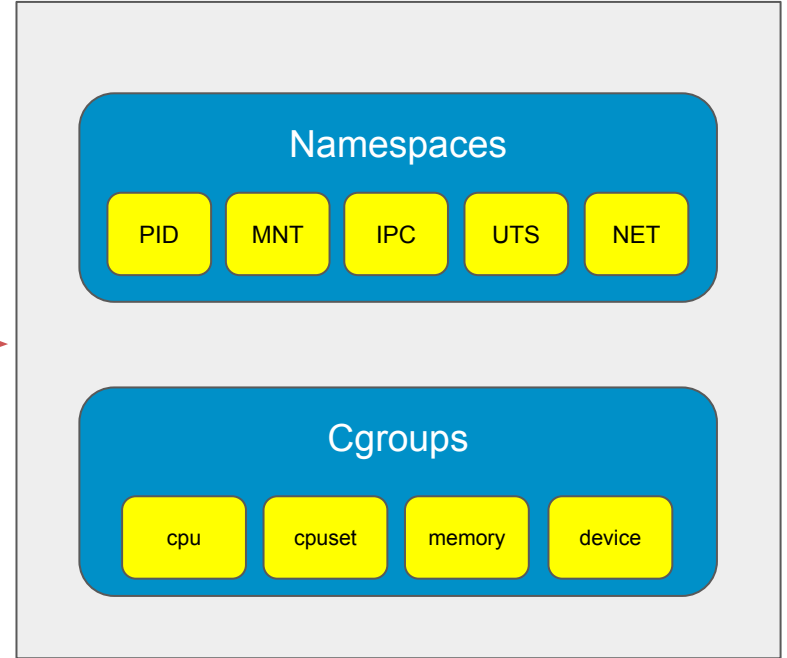 Namespaces
PID MNT IPC UTS NET
Cgroups
cpu cpuset memory device